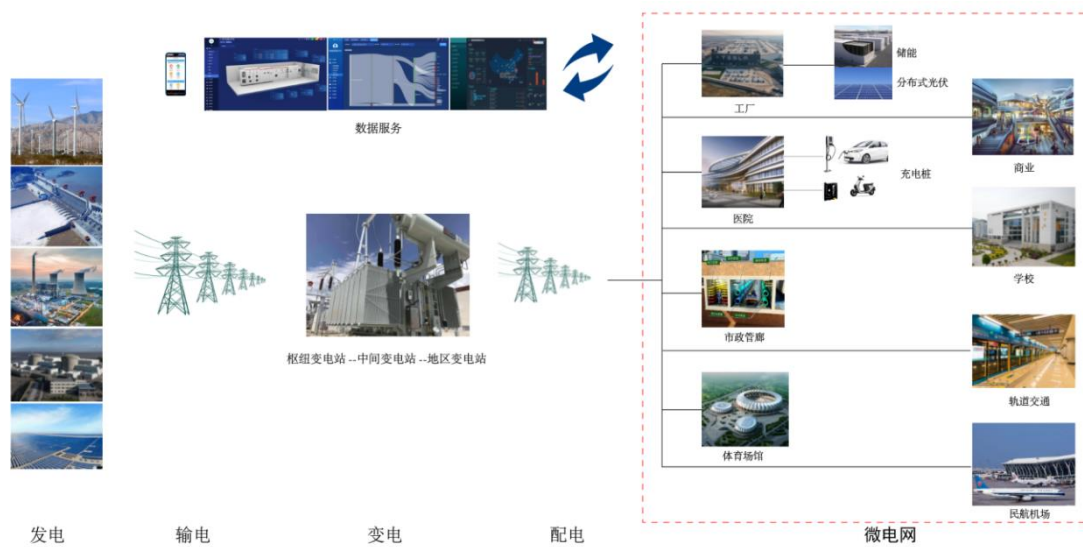 数据服务
枢纽变电站 --中间变电站 --地区变电站
工厂
储能
分布式光伏
商业
医院
充电桩
学校
市政管廊
轨道交通
体育场馆
民航机场
发电
输电
变电
配电
微电网